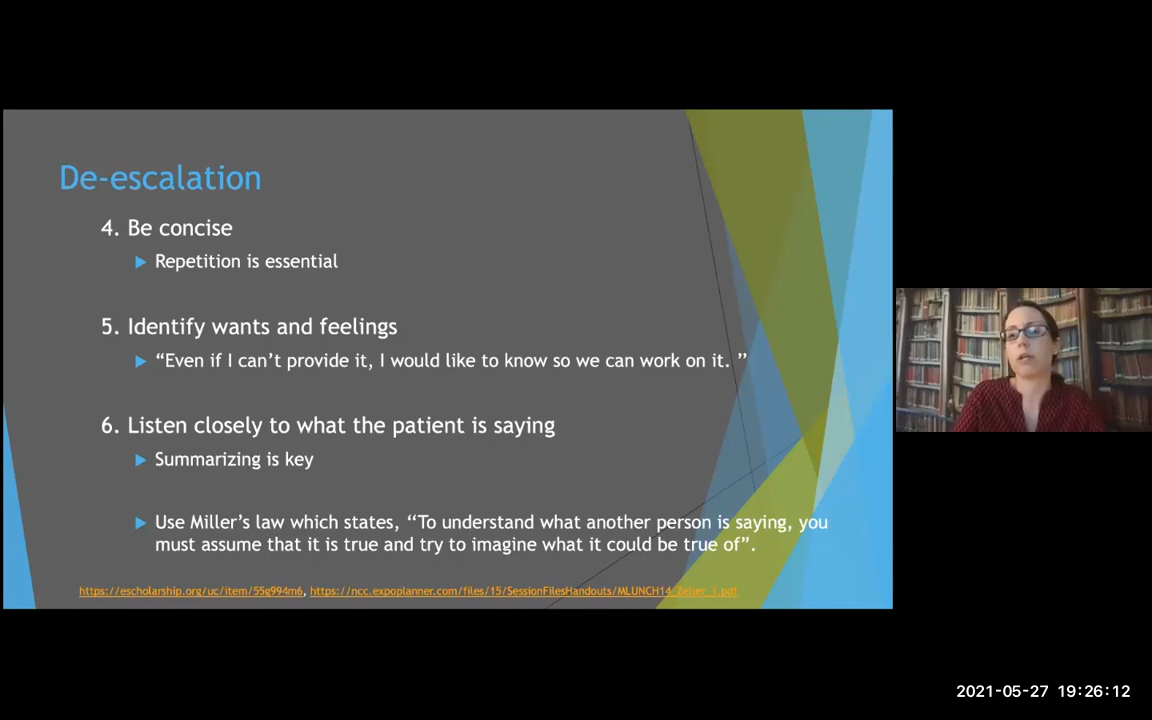 De-escalation
4. Be concise
Repetition is essential
5. Identify wants and feelings
“Even if I can’t provide it, I would like to know so we can work on it. ”
6. Listen closely to what the patient is saying
Summarizing is key
Use Miller’s law which states, “To understand what another person is saying, you
must assume that it is true and try to imagine what it could be true of”.
https://escholarship.org/uc/item/55g994m6, https://ncc.expoplanner.com/files/15/SessionFilesHandouts/MLUNCH14_Zeller_1.pdf
2021-05-27 19:26:12